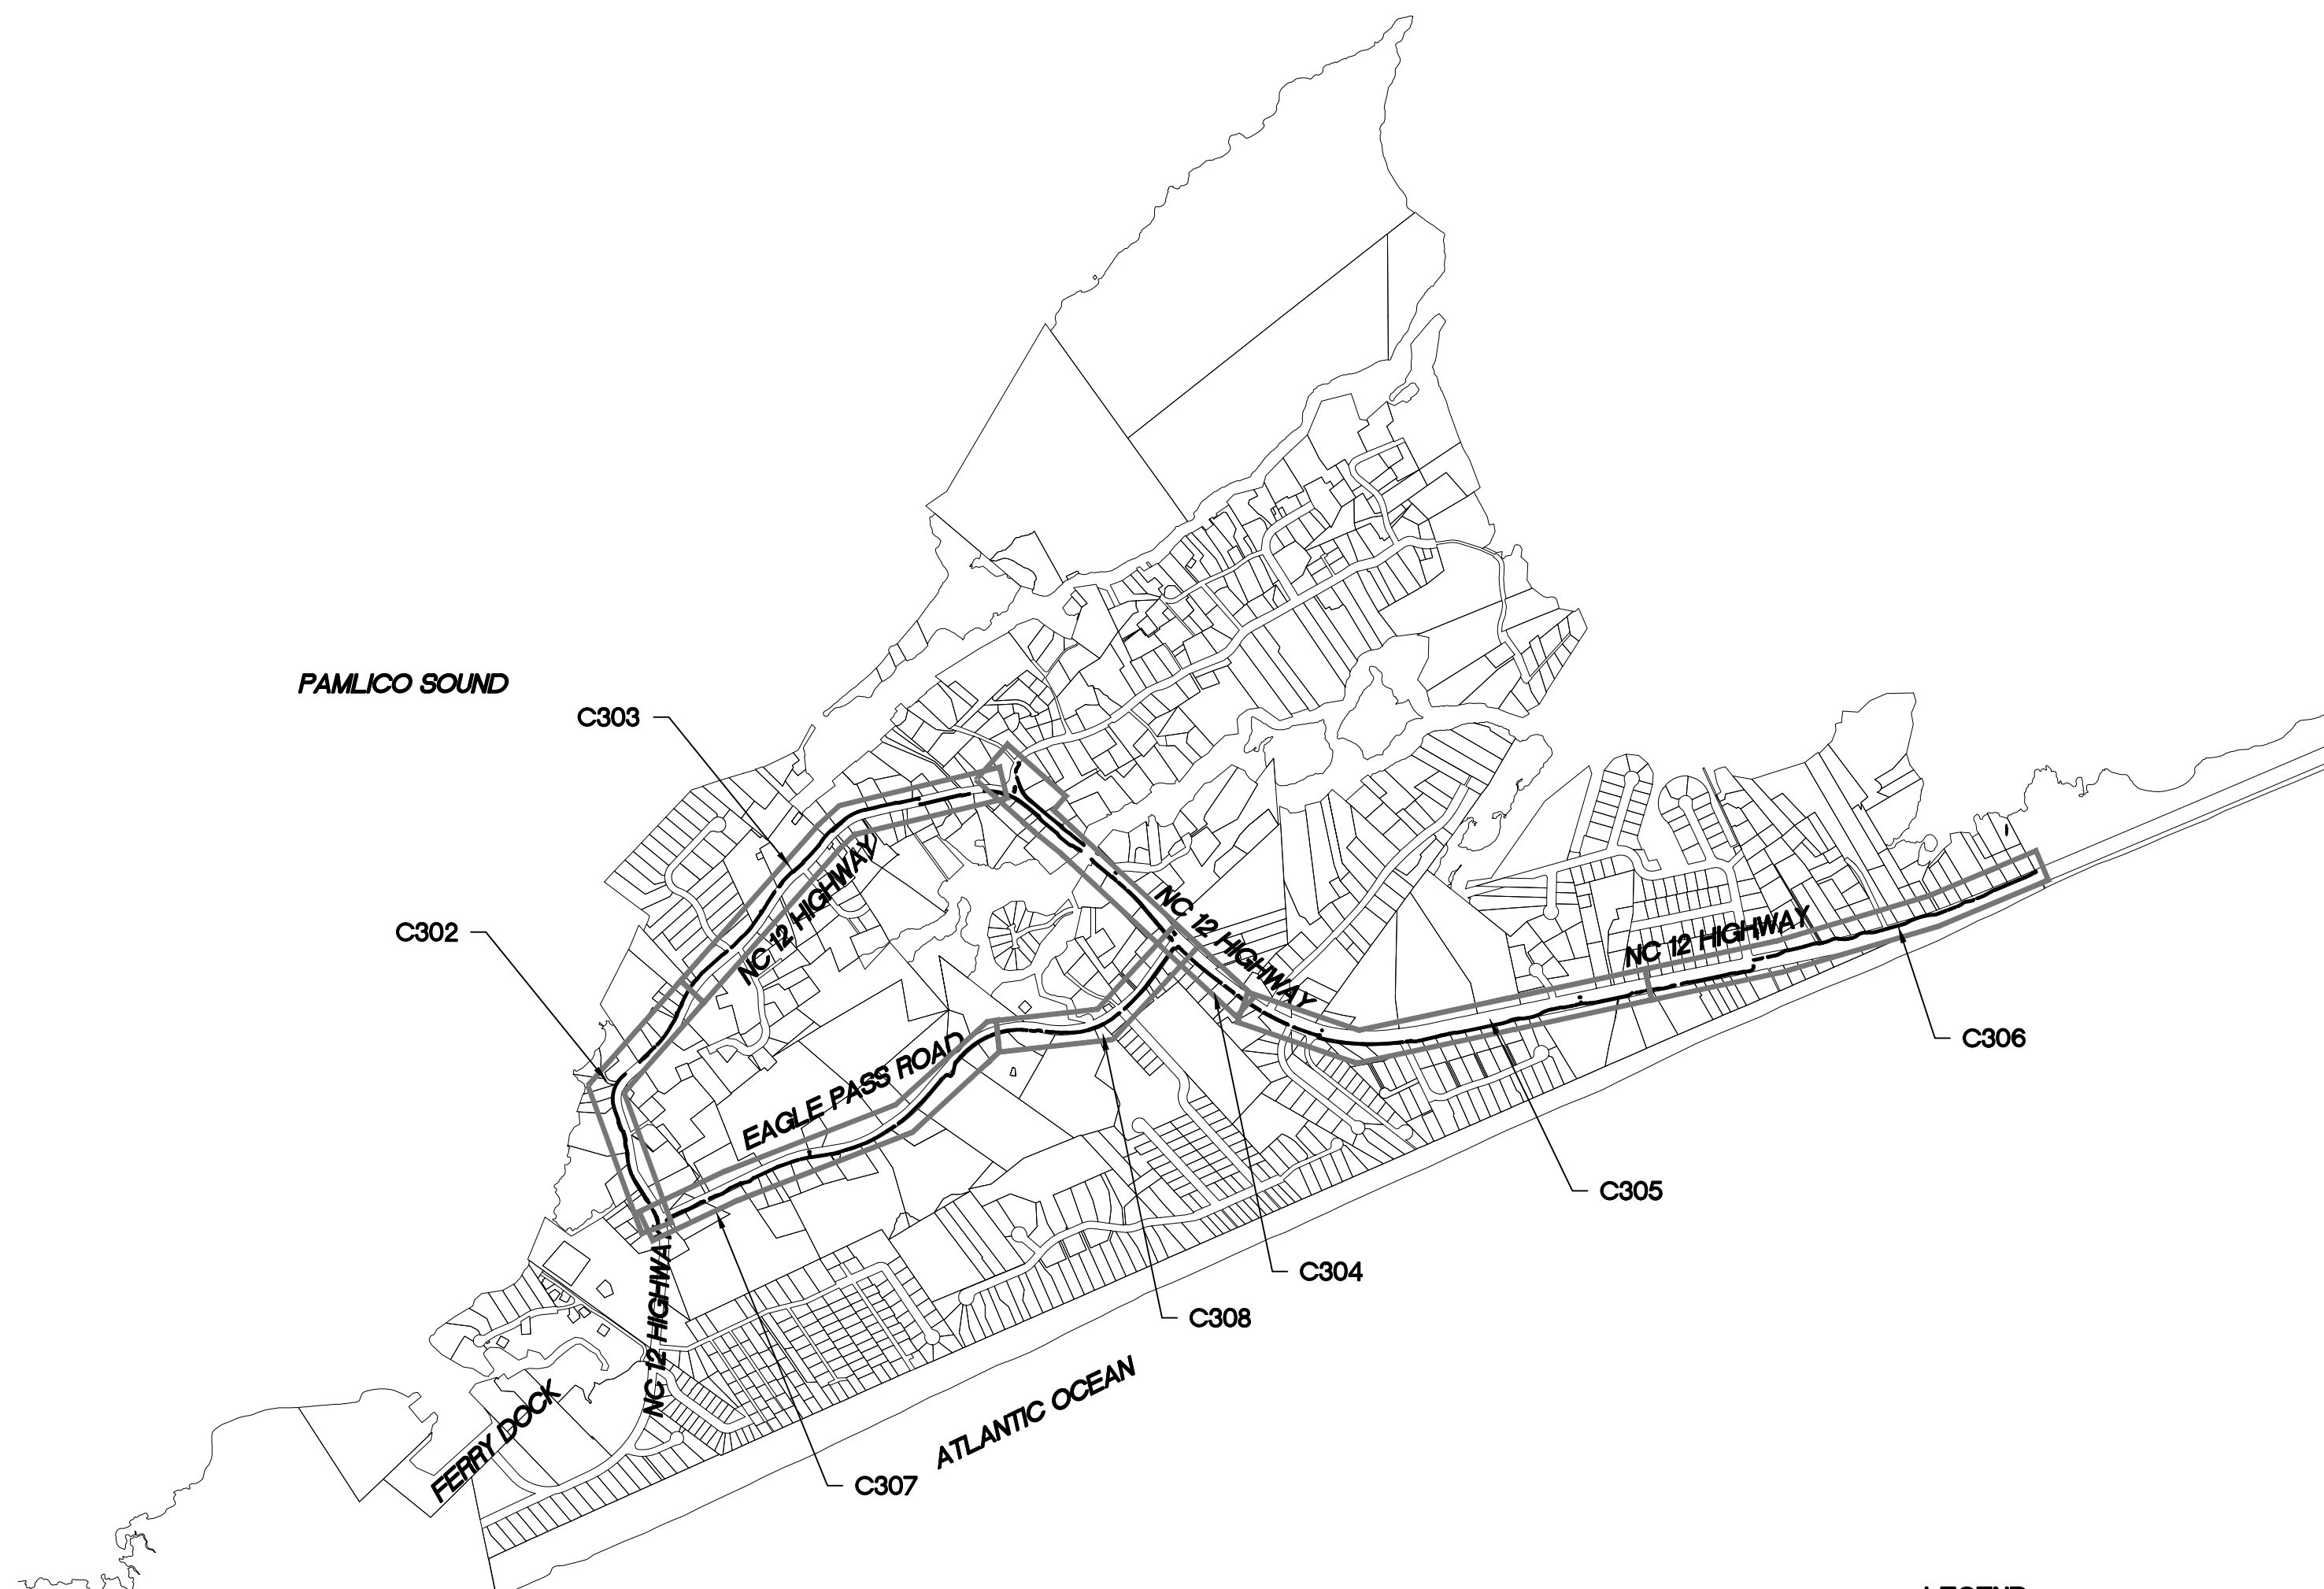 PAMLICO SOUND
C303
C302
NC 12 HIGHWAY
NC 12 HIGHWAY
NC 12 HIGHWAY
C306
EAGLE PASS ROAD
C305
C304
C308
NC 12 HIGHWA
ATLANTIC OCEAN
FERRY DOCK
C307